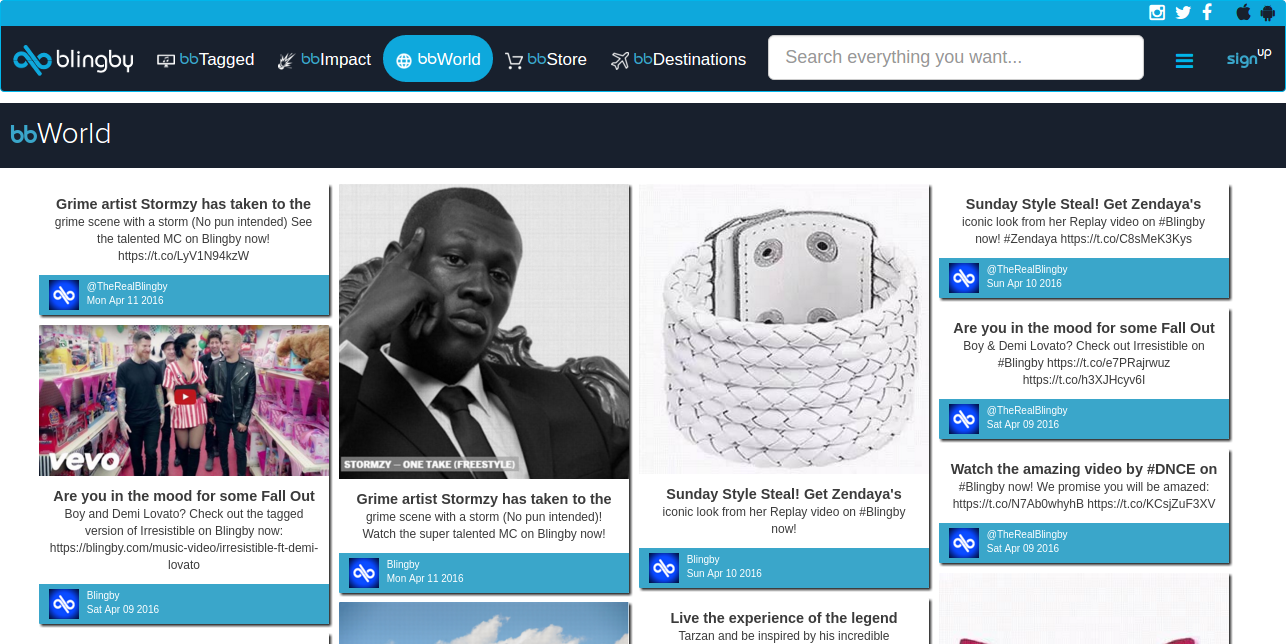 blingby
bbTagged
bbImpact
bbWorld
bbStore
bbDestinations
Search everything you want...
signup
bbWorld
Grime artist Stormzy has taken to the
grime scene with a storm (No pun intended) See
the talented MC on Blingby now!
https://t.co/LyV1N94kzW
@TheRealBlingby
Mon Apr 11 2016
vevo
Are you in the mood for some Fall Out
Boy and Demi Lovato? Check out the tagged
version of Irresistible on Blingby now:
https://blingby.com/music-video/irresistible-ft-demi-
lovato
Blingby
Sat Apr 09 2016
STORMZY – ONE TAKE (FREESTYLE)
Grime artist Stormzy has taken to the
grime scene with a storm (No pun intended)!
Watch the super talented MC on Blingby now!
Blingby
Mon Apr 11 2016
Sunday Style Steal! Get Zendaya's
iconic look from her Replay video on #Blingby
now!
Blingby
Sun Apr 10 2016
Live the experience of the legend
Tarzan and be inspired by his incredible
Sunday Style Steal! Get Zendaya's
iconic look from her Replay video on #Blingby
now! #Zendaya https://t.co/C8sMeK3Kys
@TheRealBlingby
Sun Apr 10 2016
Are you in the mood for some Fall Out
Boy & Demi Lovato? Check out Irresistible on
#Blingby https://t.co/e7PRajrwuz
https://t.co/h3XJHcyv6I
@TheRealBlingby
Sat Apr 09 2016
Watch the amazing video by #DNCE on
#Blingby now! We promise you will be amazed:
https://t.co/N7Ab0whyhB https://t.co/KCsjZuF3XV
@TheRealBlingby
Sat Apr 09 2016